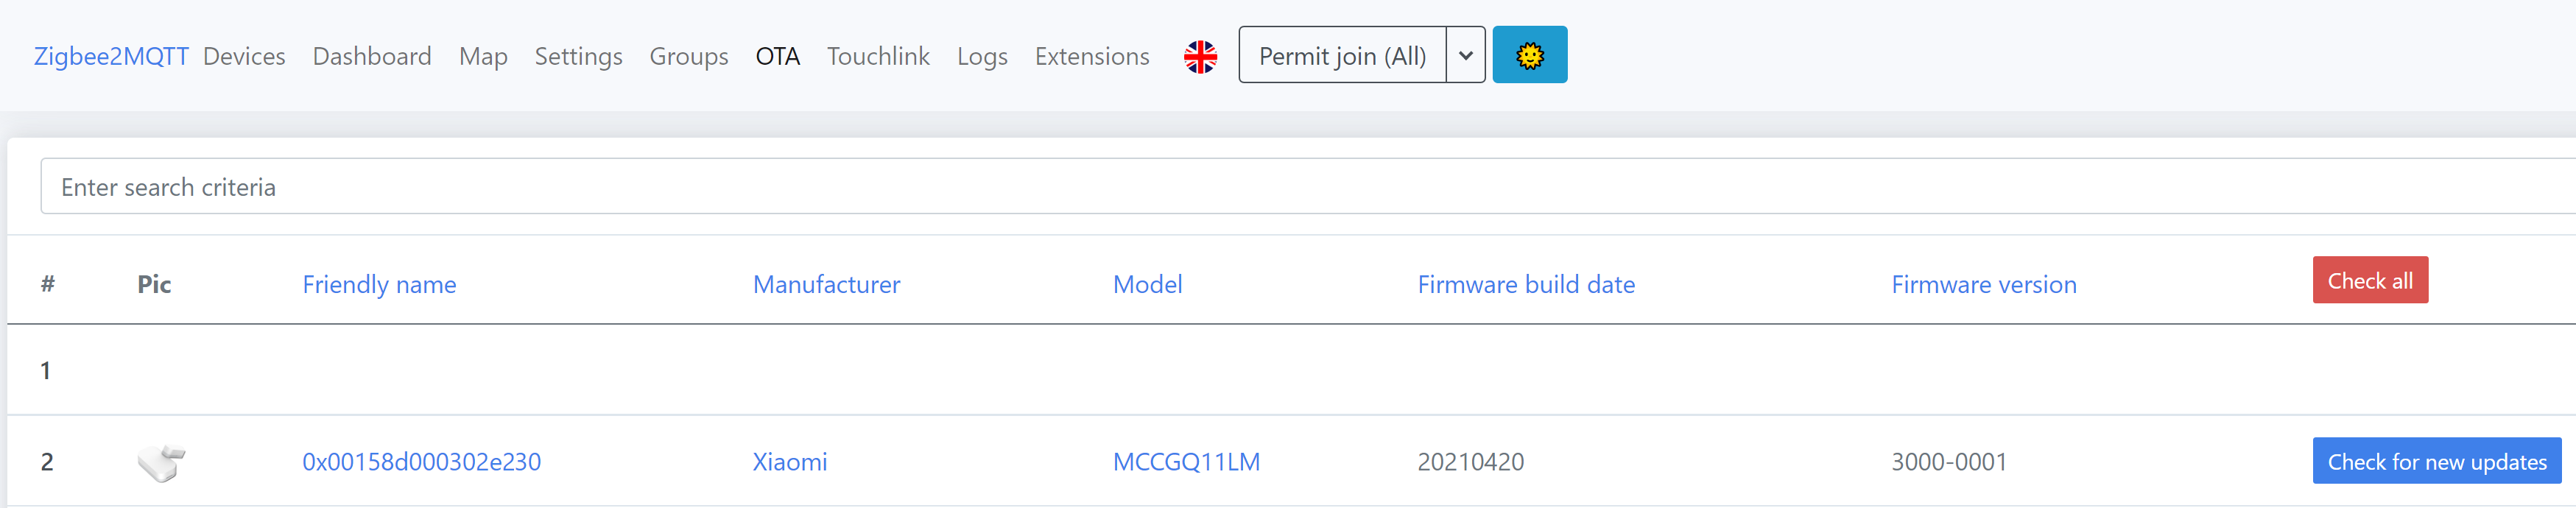 Zigbee2MQTT Devices Dashboard Map Settings Groups OTA Touchlink Logs Extensions Permit join (All)
Enter search criteria
# Pic Friendly name Manufacturer Model Firmware build date Firmware version Check all
1
2 0x00158d000302e230 Xiaomi MCCGQ11LM 20210420 3000-0001 Check for new updates